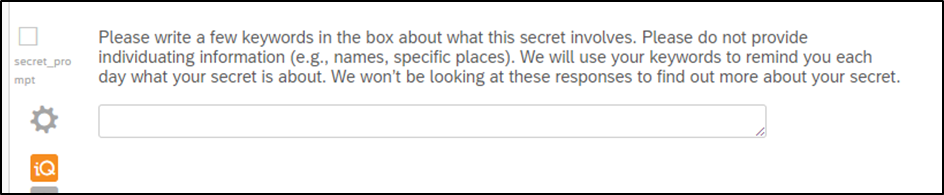 Please write a few keywords in the box about what this secret involves. Please do not provide
individuating information (e.g., names, specific places). We will use your keywords to remind you each
day what your secret is about. We won't be looking at these responses to find out more about your secret.
secret_pro
mpt
iQ